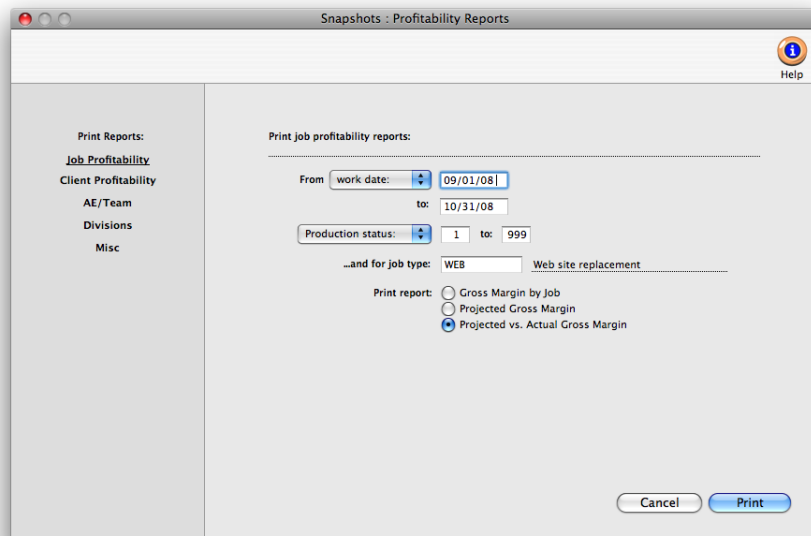 Snapshots : Profitability Reports
Help
Print Reports:
Job Profitability
Client Profitability
AE/Team
Divisions
Misc
Print job profitability reports:
From work date: 09/01/08
to: 10/31/08
Production status: 1 to: 999
...and for job type: WEB Web site replacement
Print report: Gross Margin by Job
Projected Gross Margin
Projected vs. Actual Gross Margin
Cancel Print